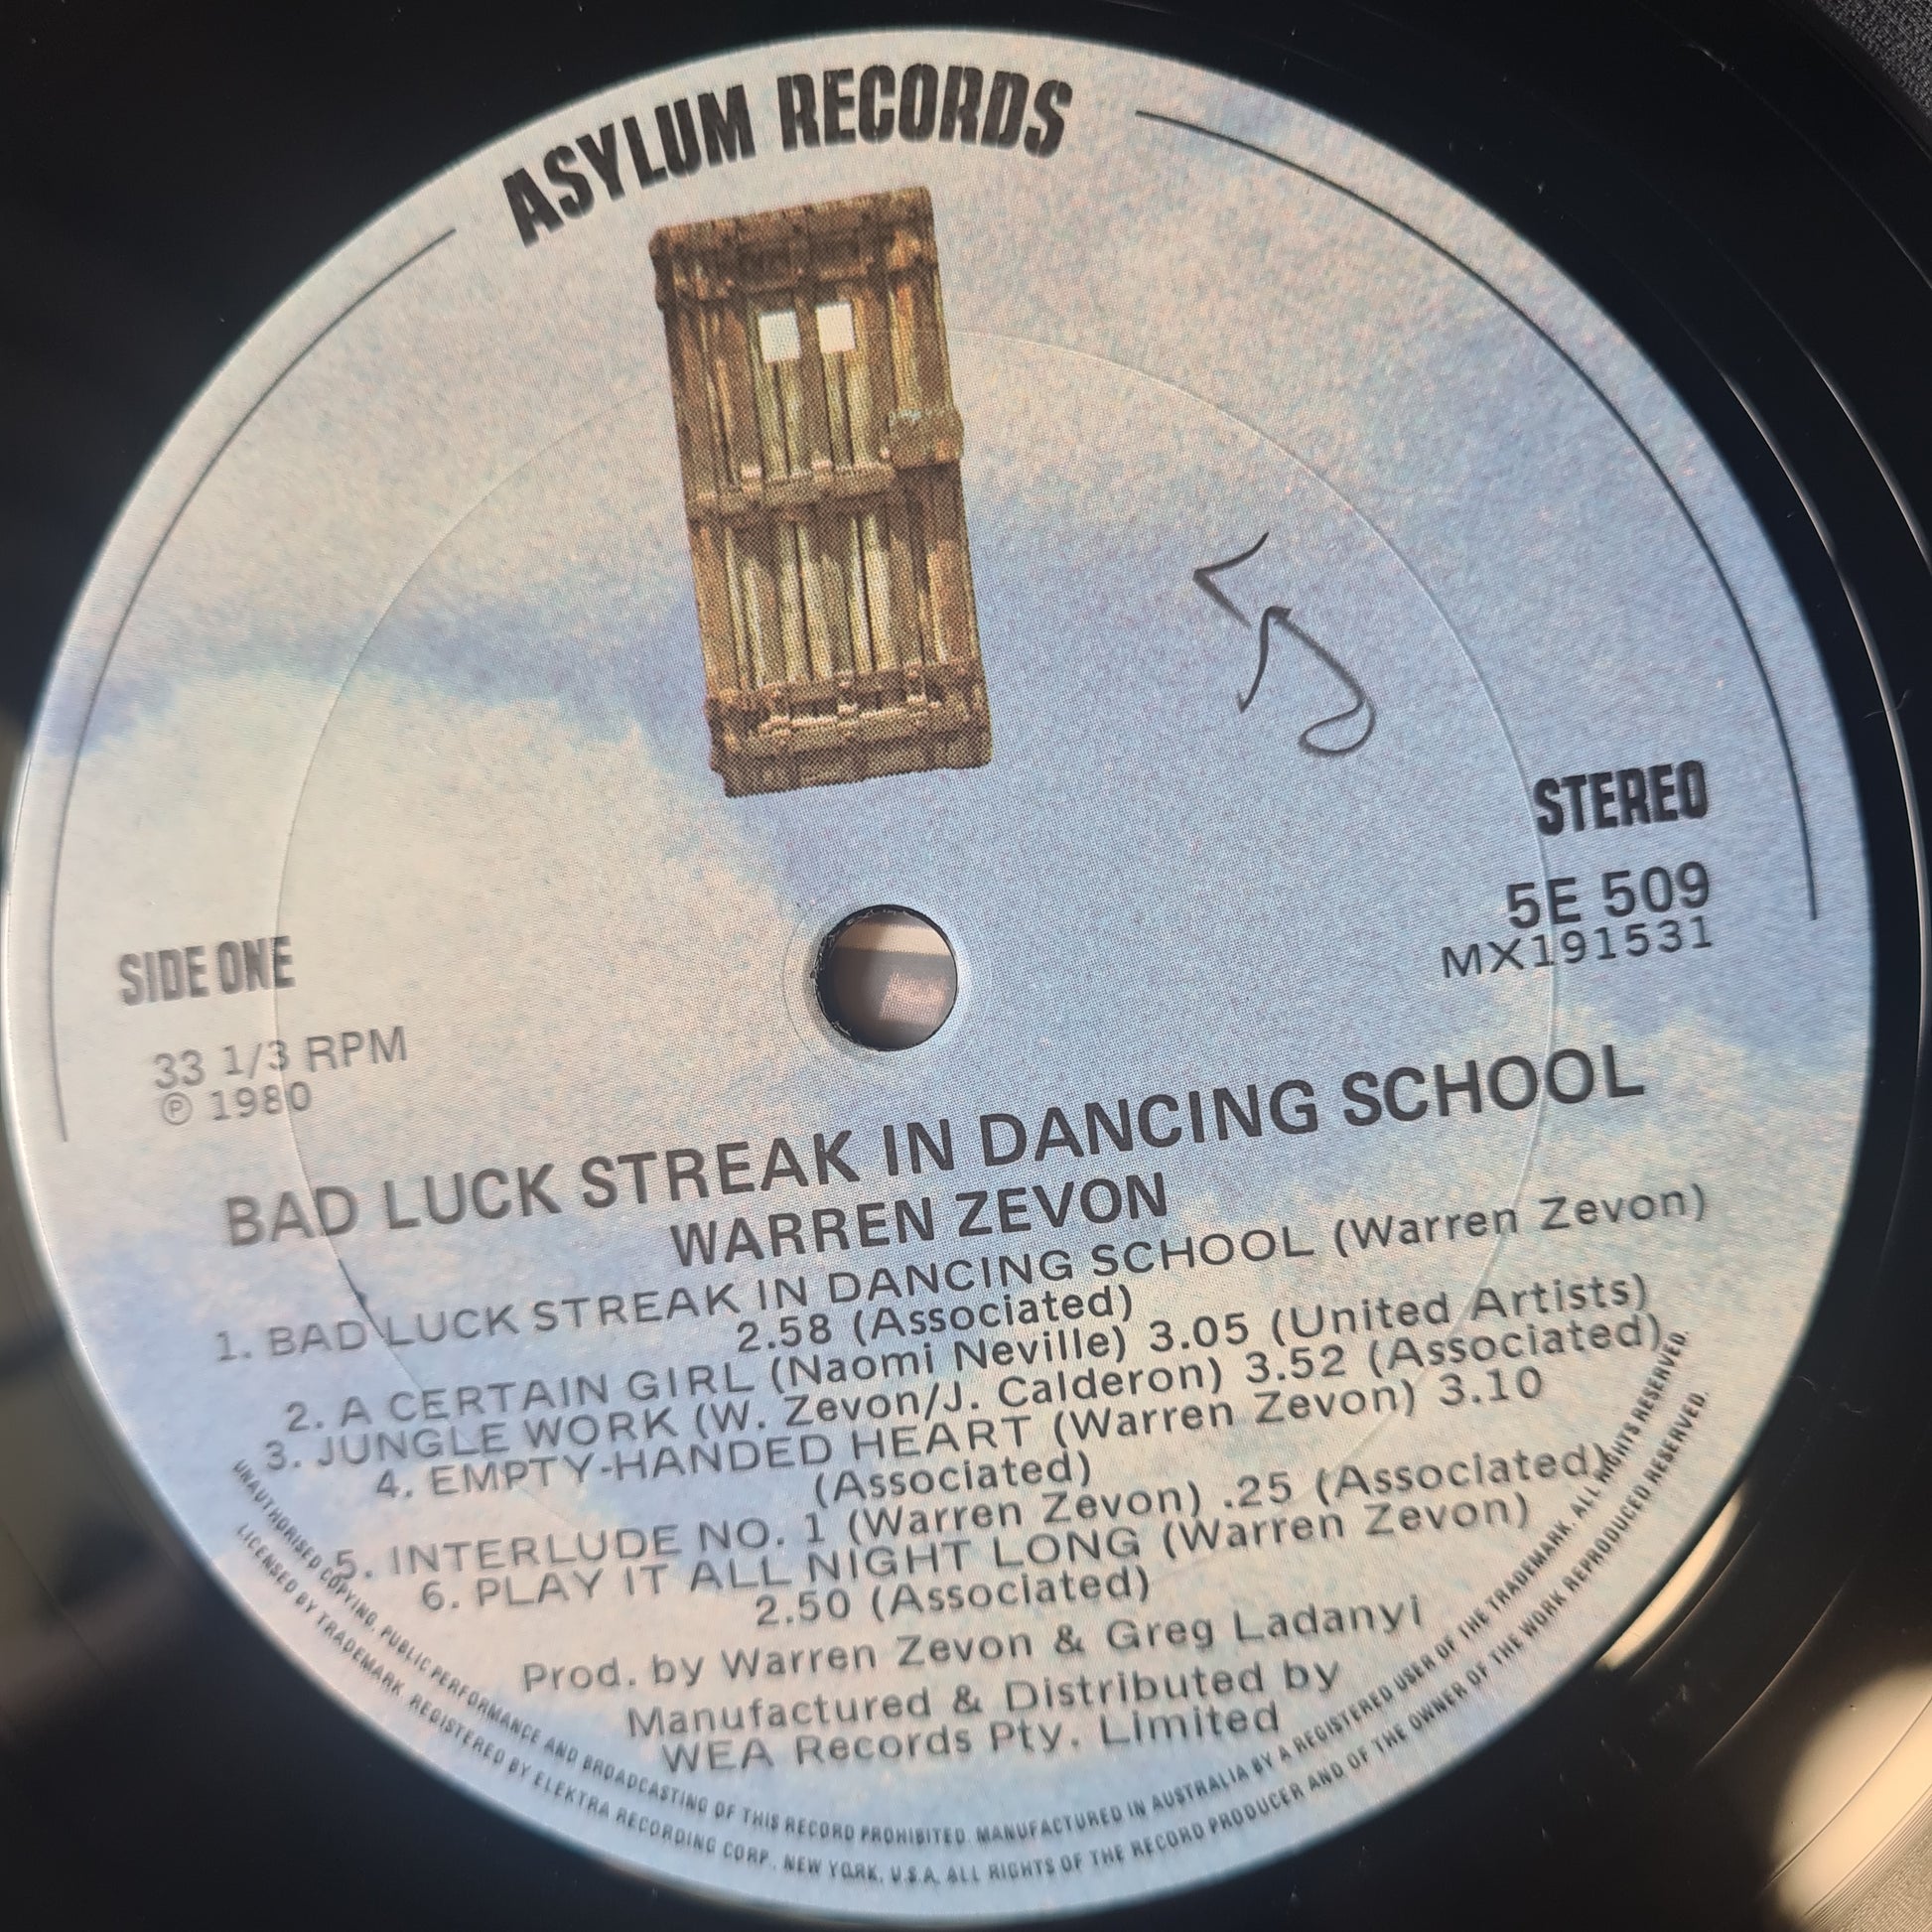 ASYLUM RECORDS
STEREO
5E 509
MX191531
SIDE ONE
33 1/3 RPM
Ⓟ 1980
BAD LUCK STREAK IN DANCING SCHOOL
WARREN ZEVON
1. BAD LUCK STREAK IN DANCING SCHOOL (Warren Zevon)
2.58 (Associated)
2. A CERTAIN GIRL (Naomi Neville) 3.05 (United Artists)
3. JUNGLE WORK (W. Zevon/J. Calderon) 3.52 (Associated)
4. EMPTY-HANDED HEART (Warren Zevon) 3.10
(Associated)
5. INTERLUDE NO. 1 (Warren Zevon) .25 (Associated)
6. PLAY IT ALL NIGHT LONG (Warren Zevon)
2.50 (Associated)
Prod. by Warren Zevon & Greg Ladanyi
Manufactured & Distributed by
WEA Records Pty. Limited
UNAUTHORISED COPYING, PUBLIC PERFORMANCE AND BROADCASTING OF THIS RECORD PROHIBITED. MANUFACTURED IN AUSTRALIA BY A REGISTERED USER OF THE TRADEMARK. ALL RIGHTS RESERVED.
LICENSED BY TRADEMARK REGISTERED BY ELEKTRA RECORDING CORP., NEW YORK, U.S.A. ALL RIGHTS OF THE RECORD PRODUCER AND OF THE OWNER OF THE WORK REPRODUCED RESERVED.